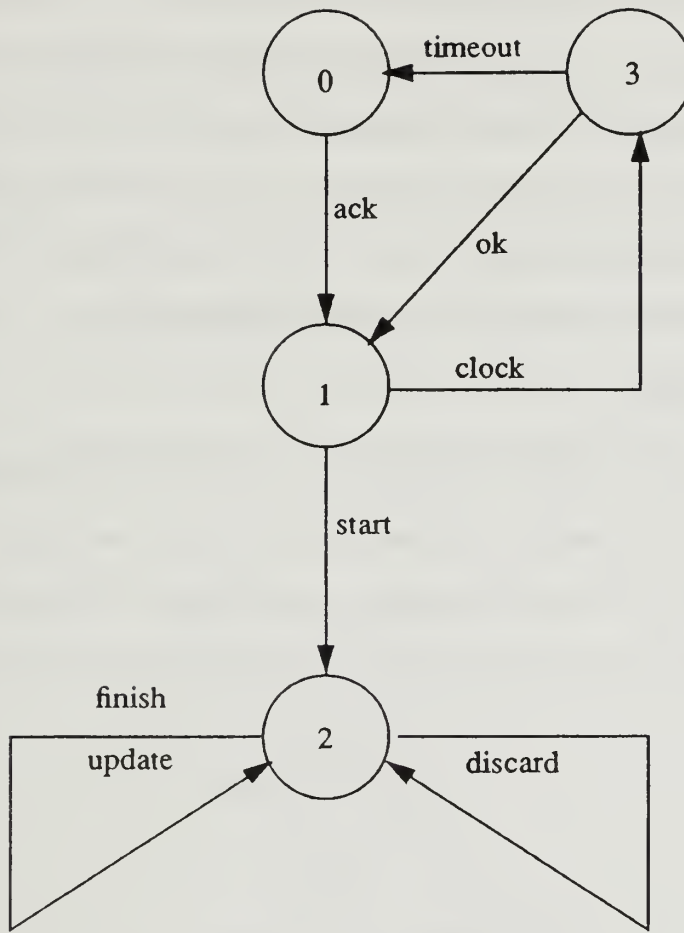 timeout
0
3
ack
ok
1
clock
start
finish
2
update
discard